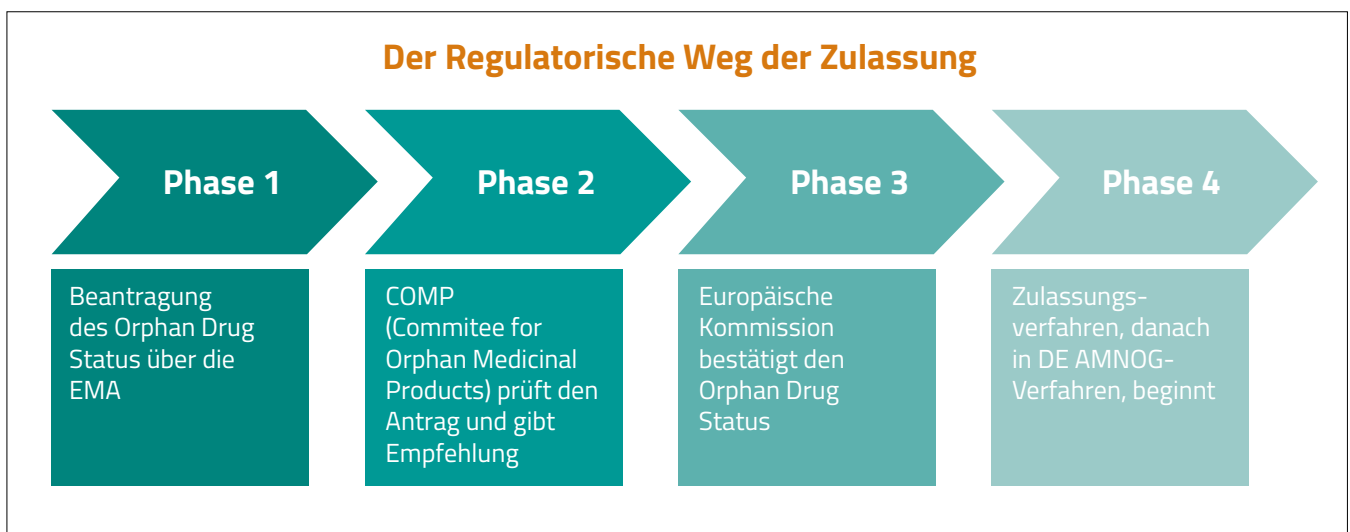 Der Regulatorische Weg der Zulassung
Phase 1
Phase 2
Phase 3
Phase 4
Beantragung
des Orphan Drug
Status über die
EMA
COMP
(Commitee for
Orphan Medicinal
Products) prüft den
Antrag und gibt
Empfehlung
Europäische
Kommission
bestätigt den
Orphan Drug
Status
Zulassungs-
verfahren, danach
in DE AMNOG-
Verfahren, beginnt